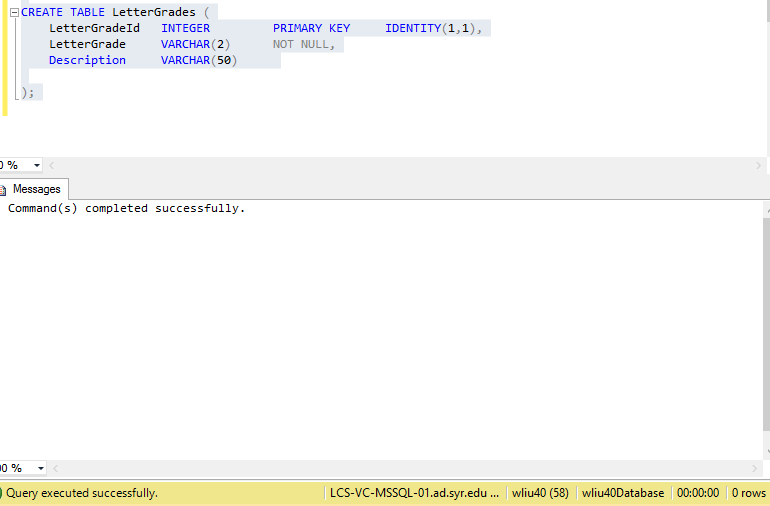 CREATE TABLE LetterGrades (
LetterGradeId INTEGER PRIMARY KEY IDENTITY(1,1),
LetterGrade VARCHAR(2) NOT NULL,
Description VARCHAR(50)
);
0 %
Messages
Command(s) completed successfully.
00 %
Query executed successfully. LCS-VC-MSSQL-01.ad.syr.edu ... wliu40 (58) wliu40Database 00:00:00 0 rows